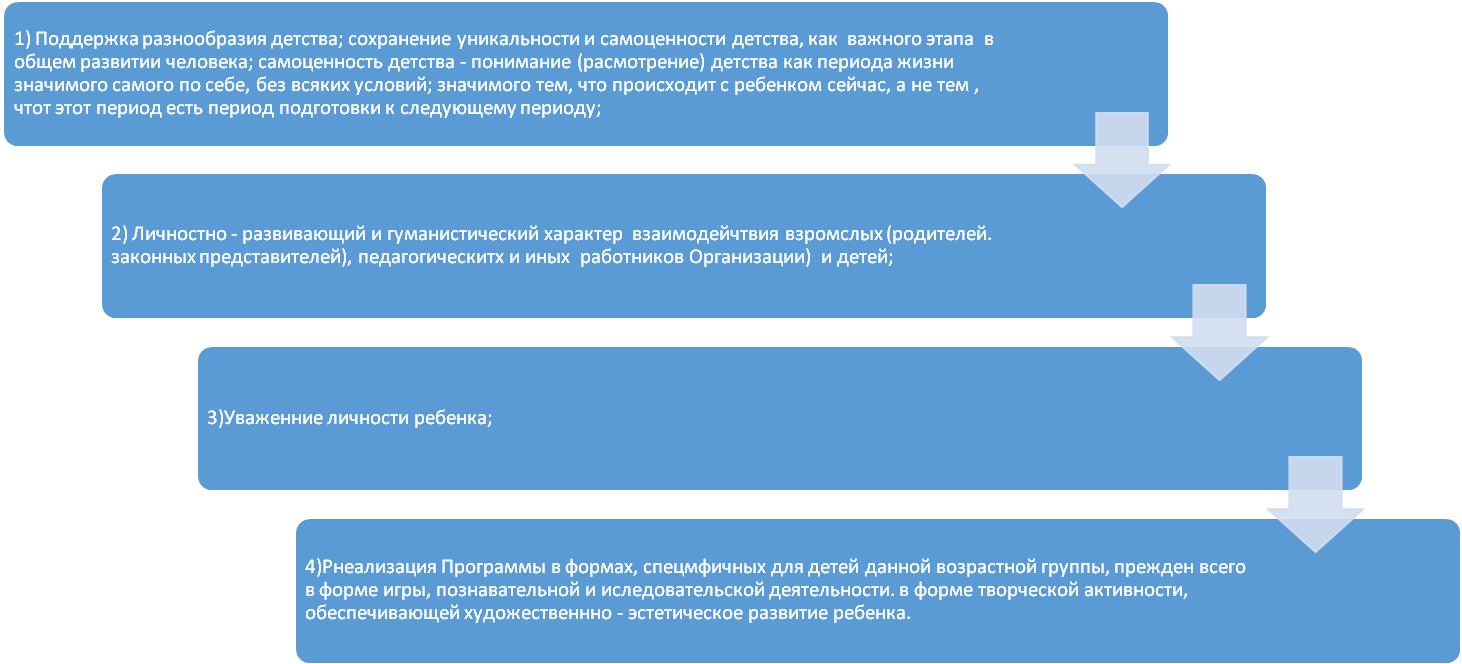 1) Поддержка разнообразия детства; сохранение уникальности и самоценности детства, как  важного этапа  в
общем развитии человека; самоценность детства - понимание (расмотрение) детства как периода жизни
значимого самого по себе, без всяких условий; значимого тем, что происходит с ребенком сейчас, а не тем ,
чтот этот период есть период подготовки к следующему периоду;
2) Личностно - развивающий и гуманистический характер  взаимодейчтвия взромслых (родителей.
законных представителей), педагогическитх и иных  работников Организации)  и детей;
3)Уваженние личности ребенка;
4)Рнеализация Программы в формах, спецмфичных для детей данной возрастной группы, прежден всего
в форме игры, познавательной и иследовательской деятельности. в форме творческой активности,
обеспечивающей художественнно - эстетическое развитие ребенка.